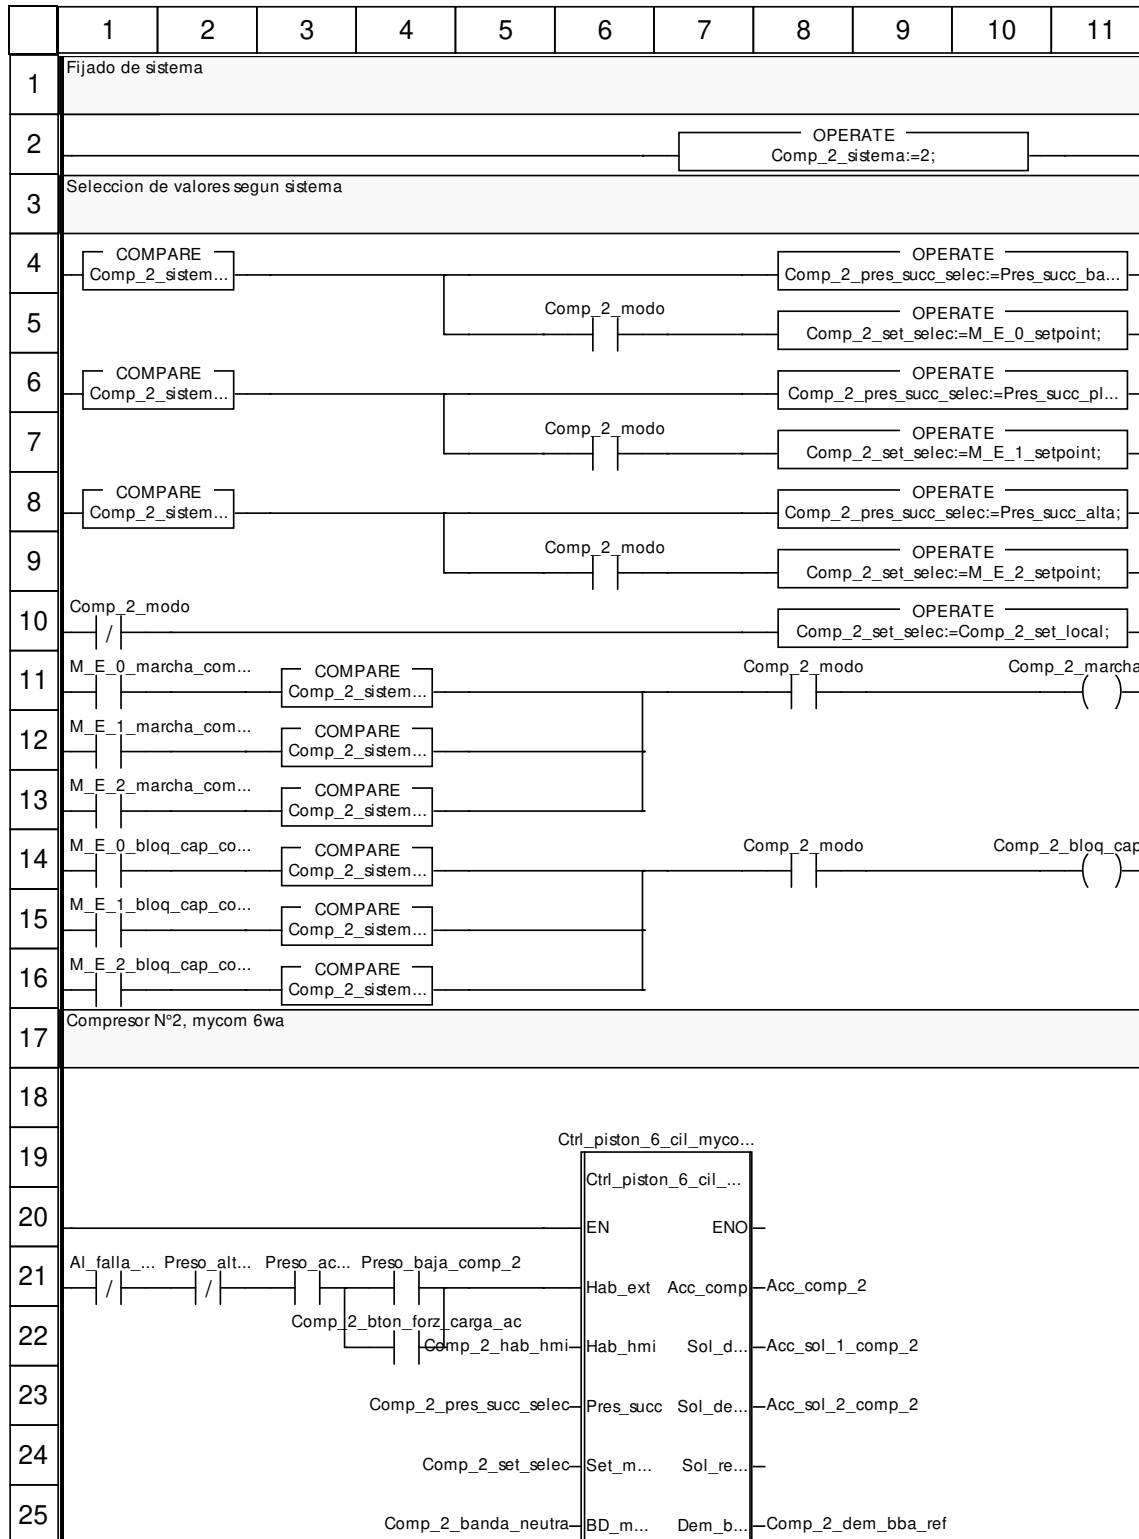 1 2 3 4 5 6 7 8 9 10 11
1 Fijado de sistema
2 OPERATE
Comp_2_sistema:=2;
3 Seleccion de valores segun sistema
4 COMPARE OPERATE
Comp_2_sistem... Comp_2_pres_succ_selec:=Pres_succ_ba...
Comp_2_modo
5 OPERATE
Comp_2_set_selec:=M_E_0_setpoint;
6 COMPARE OPERATE
Comp_2_sistem... Comp_2_pres_succ_selec:=Pres_succ_pl...
Comp_2_modo
7 OPERATE
Comp_2_set_selec:=M_E_1_setpoint;
8 COMPARE OPERATE
Comp_2_sistem... Comp_2_pres_succ_selec:=Pres_succ_alta;
Comp_2_modo
9 OPERATE
Comp_2_set_selec:=M_E_2_setpoint;
Comp_2_modo
10 / OPERATE
Comp_2_set_selec:=Comp_2_set_local;
M_E_0_marcha_com... Comp_2_modo Comp_2_marcha
11 COMPARE
Comp_2_sistem...
M_E_1_marcha_com...
12 COMPARE
Comp_2_sistem...
M_E_2_marcha_com...
13 COMPARE
Comp_2_sistem...
M_E_0_bloq_cap_co... Comp_2_modo Comp_2_bloq_cap
14 COMPARE
Comp_2_sistem...
M_E_1_bloq_cap_co...
15 COMPARE
Comp_2_sistem...
M_E_2_bloq_cap_co...
16 COMPARE
Comp_2_sistem...
17 Compresor N°2, mycom 6wa
18
19 Ctrl_piston_6_cil_myco...
Ctrl_piston_6_cil_...
20 EN ENO
Al_falla_... Preso_alt... Preso_ac... Preso_baja_comp_2
21 / / Hab_ext Acc_comp Acc_comp_2
Comp_2_bton_forz_carga_ac
22 Comp_2_hab_hmi Hab_hmi Sol_d... Acc_sol_1_comp_2
23 Comp_2_pres_succ_selec Pres_succ Sol_de... Acc_sol_2_comp_2
24 Comp_2_set_selec Set_m... Sol_re...
25 Comp_2_banda_neutra BD_m... Dem_b... Comp_2_dem_bba_ref